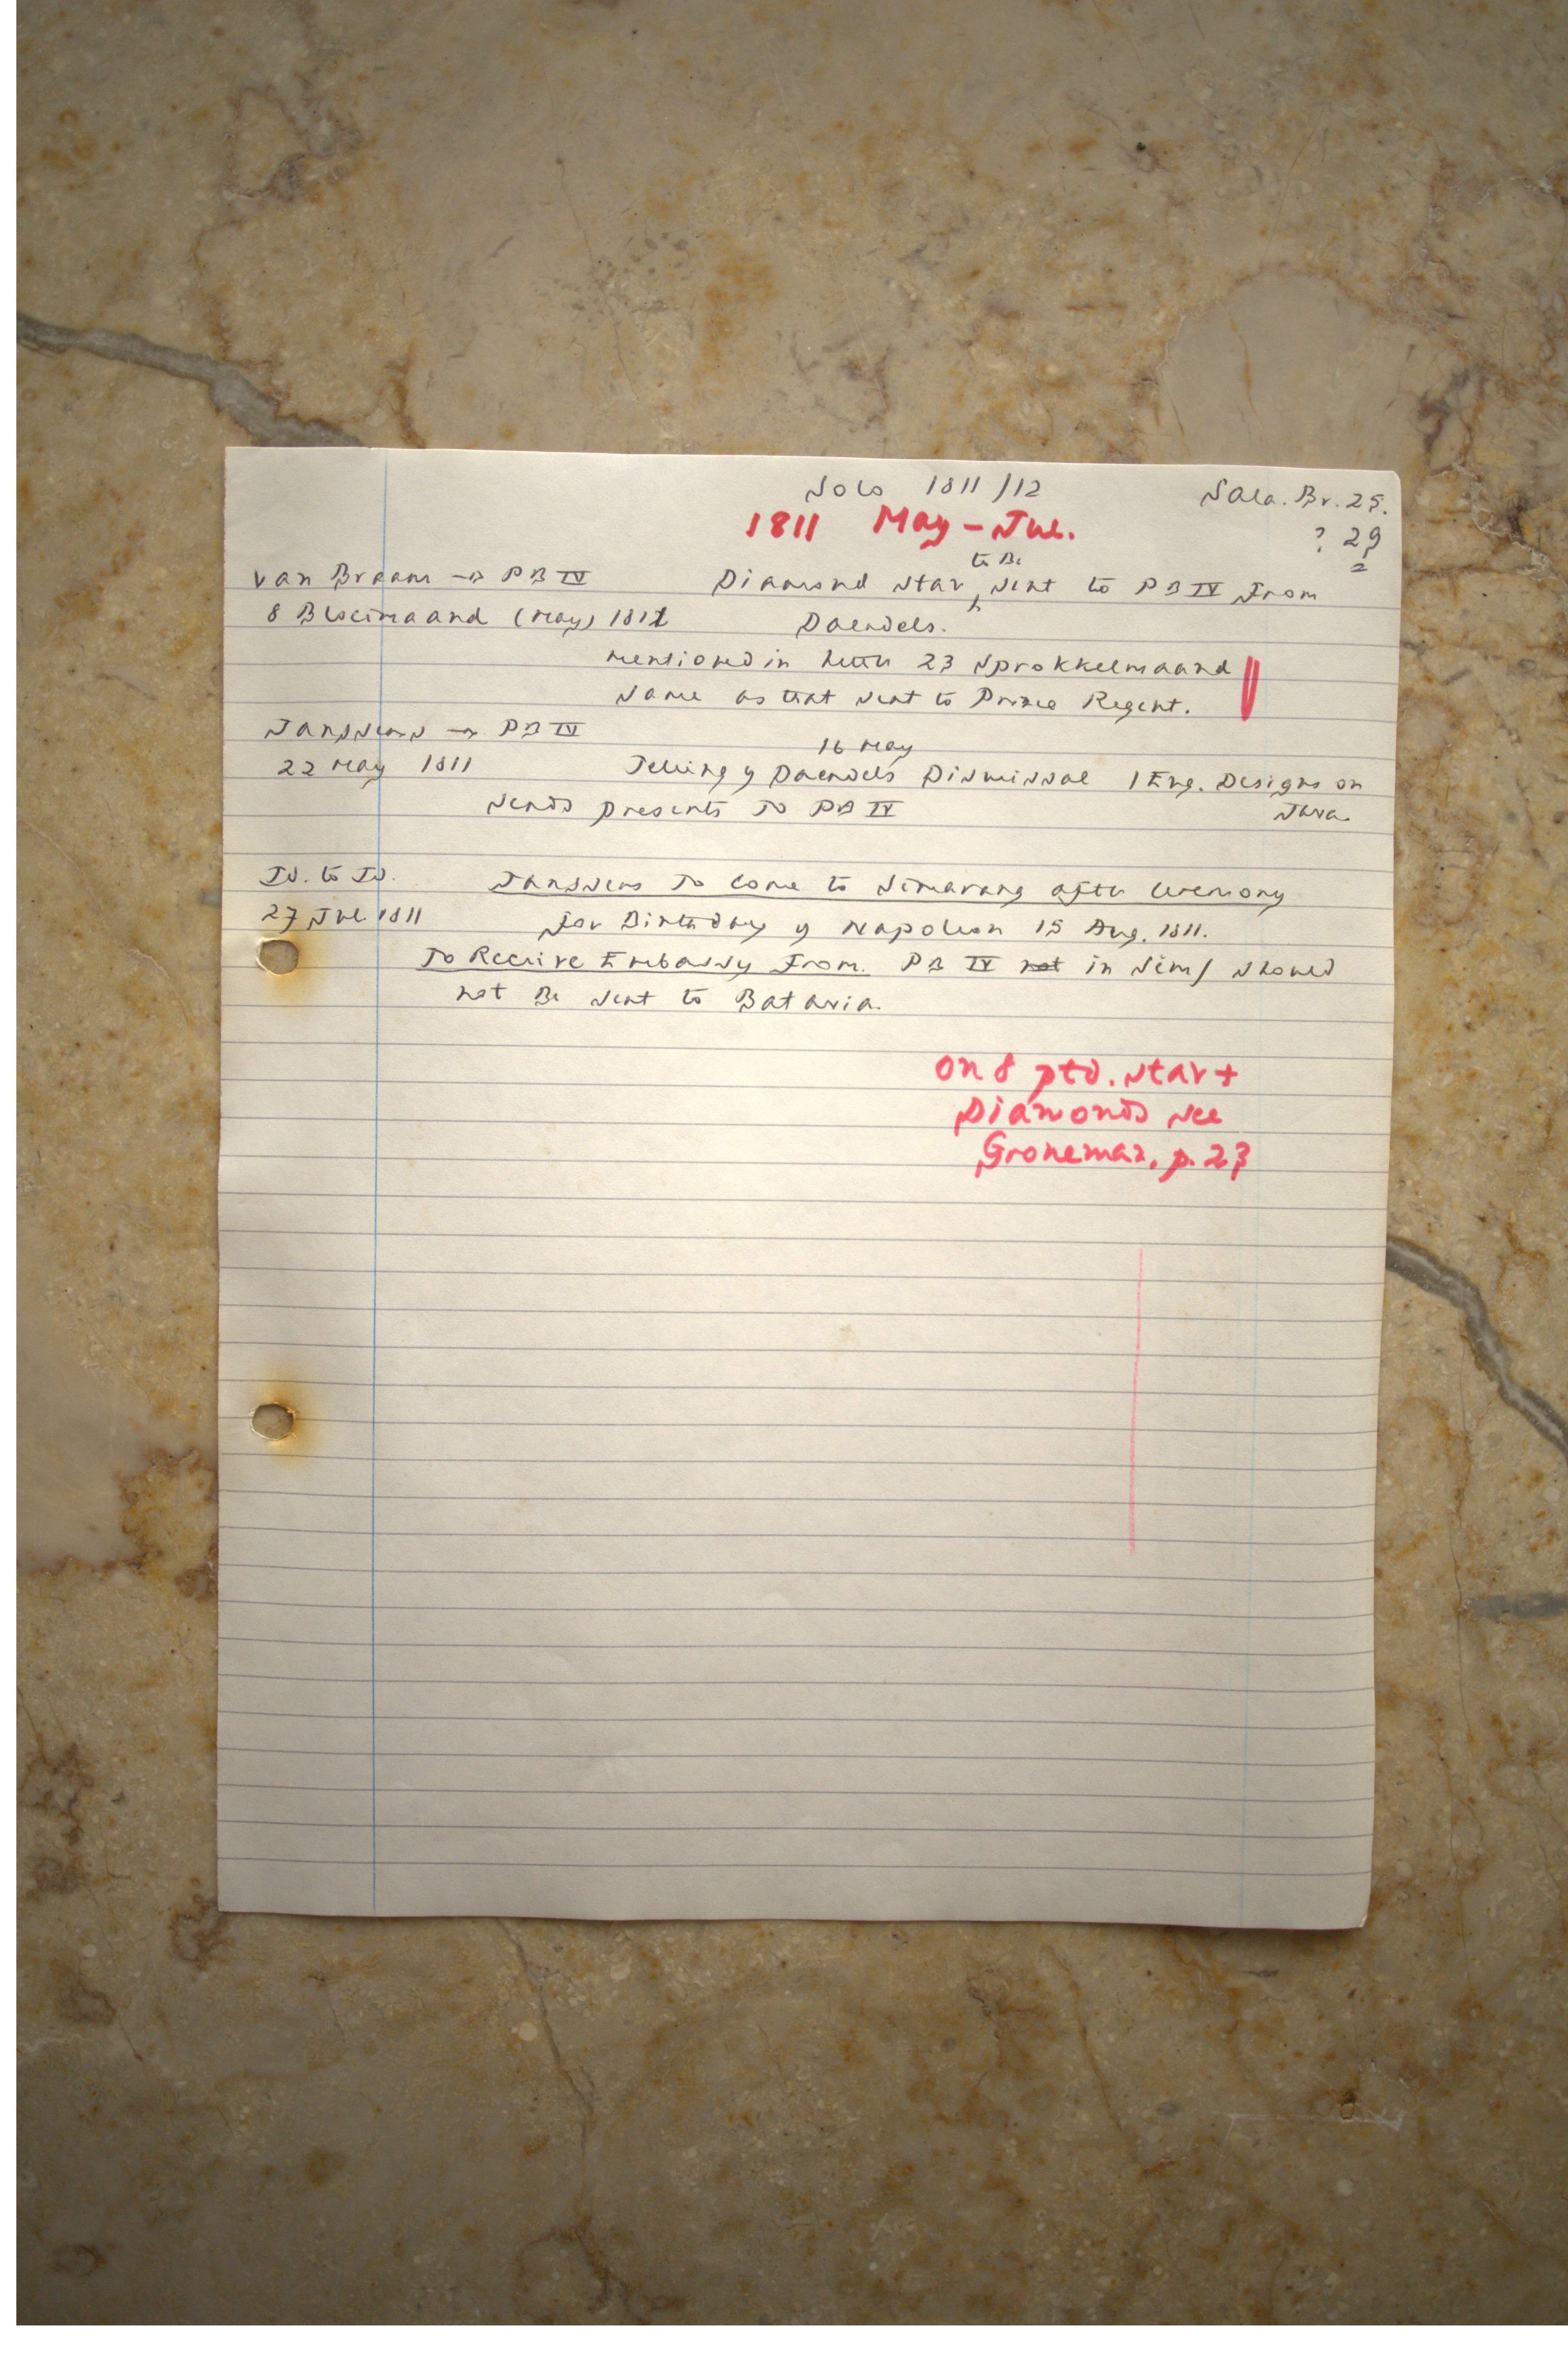 Solo 1811/12
Sala. Br. 25.
1811 May - Jul.
? 29
van Braam → PB IV
Diamond star to be sent to PB IV from
8 Bloeimaand (May) 1811
Daendels.
mentioned in letter 23 Sprokkelmaand
same as that sent to Prince Regent.
Janssens → PB IV
16 May
22 May 1811
Telling of Daendels Dismissal / Eng. Designs on
Java
sends presents to PB IV
Id. to Id.
Janssens to come to Semarang after ceremony
27 Jul 1811
for Birthday of Napoleon 15 Aug. 1811.
To Receive Embassy From PB IV not in Sem/ should
not Be sent to Batavia.
On 8 ptd. star +
Diamonds see
p. 23